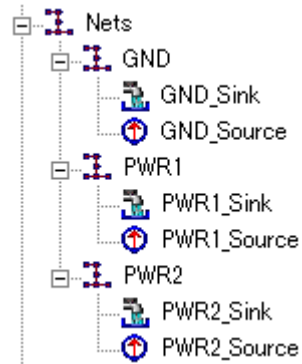 Nets
GND
GND_Sink
GND_Source
PWR1
PWR1_Sink
PWR1_Source
PWR2
PWR2_Sink
PWR2_Source